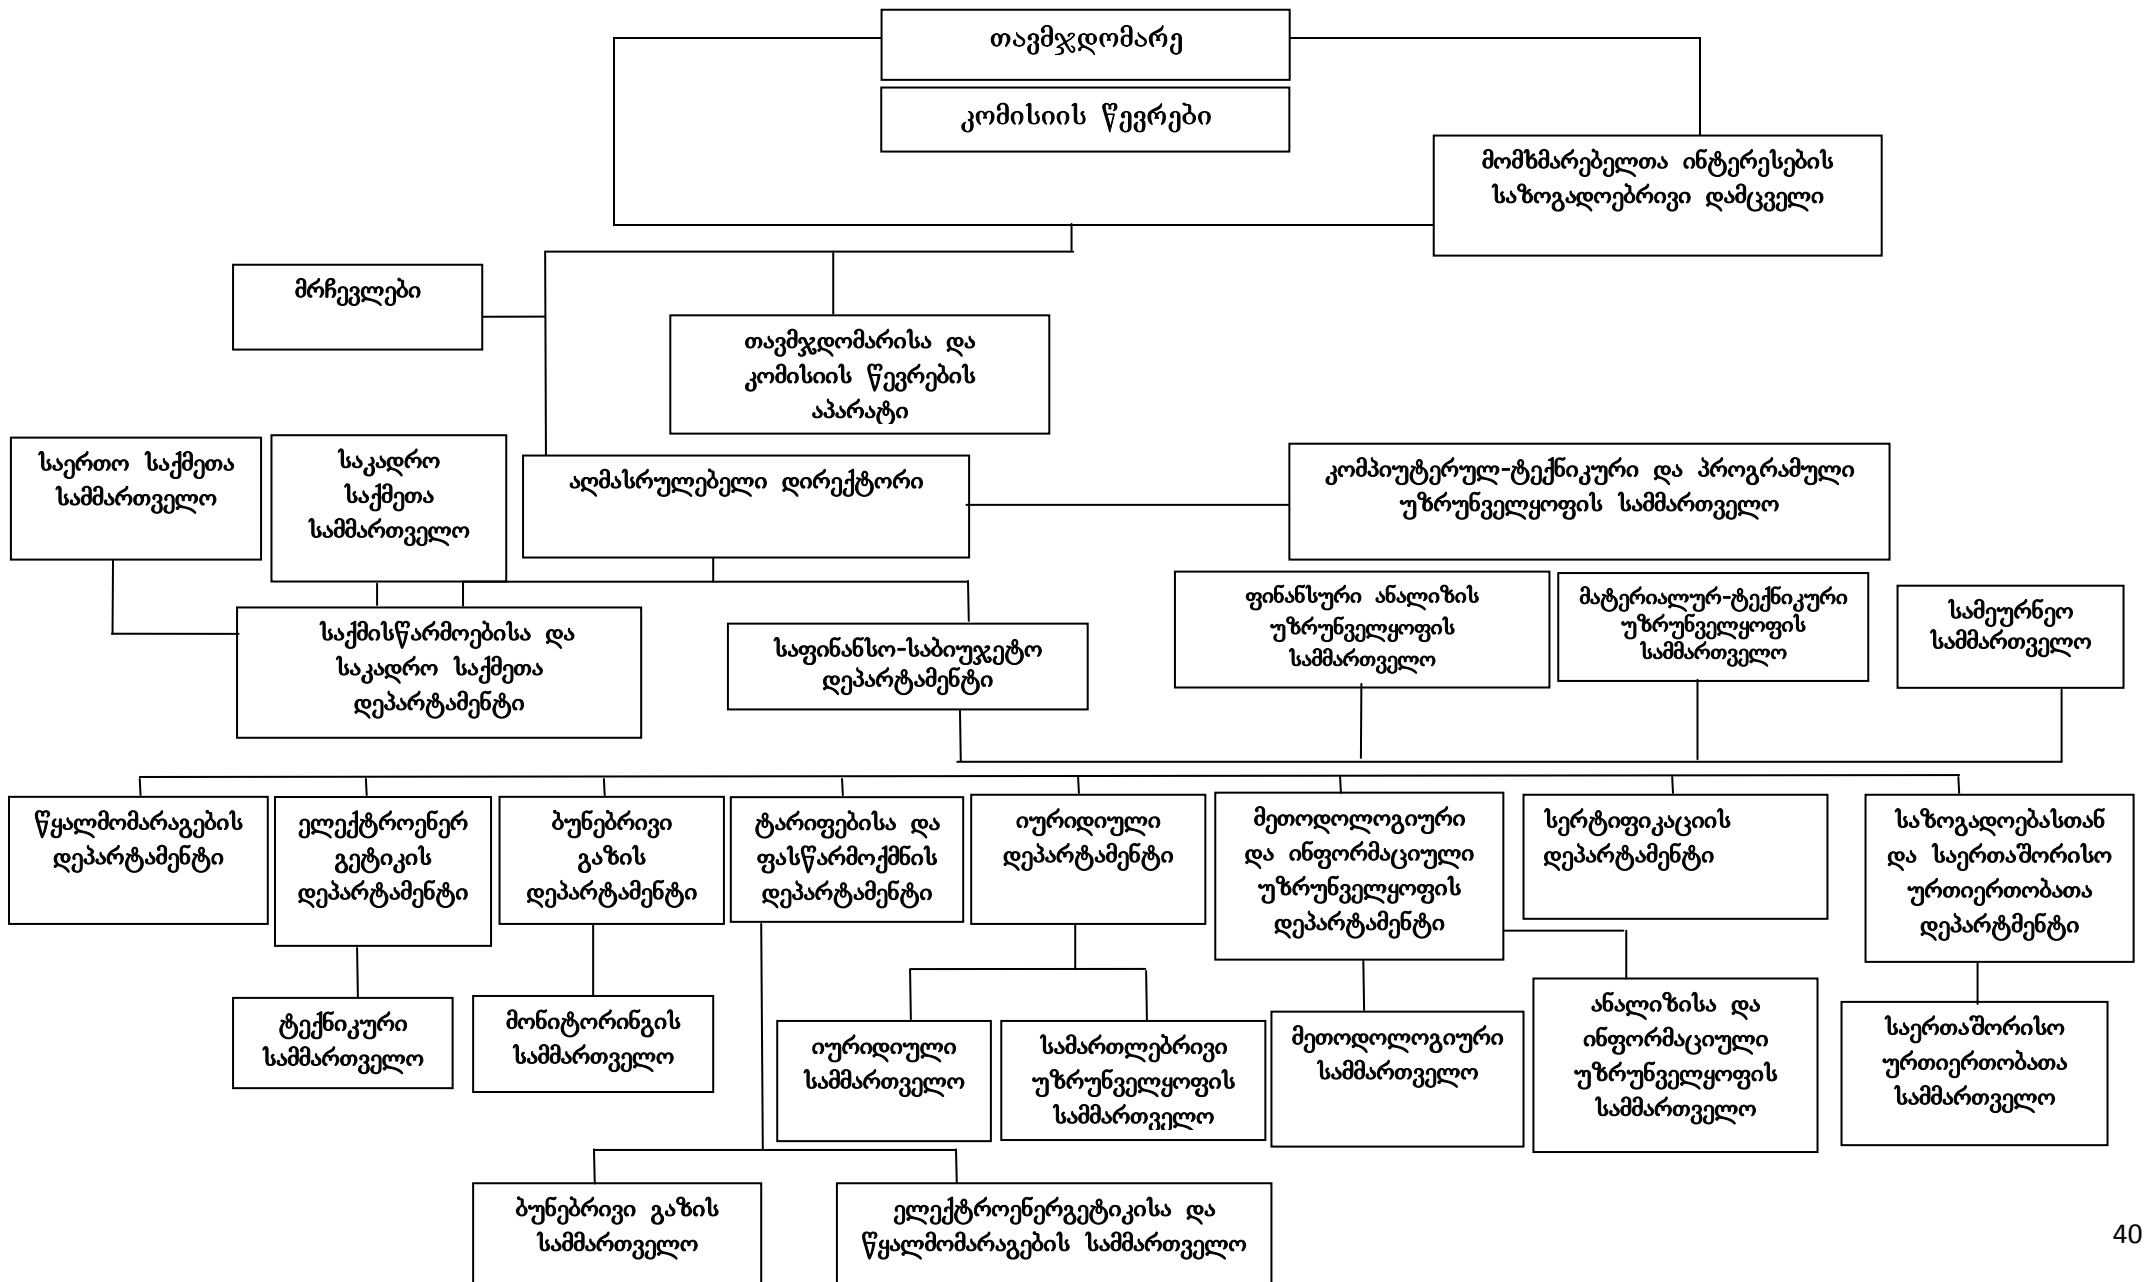 თავმჯდომარე
კომისიის წევრები
მომხმარებელთა ინტერესების
საზოგადოებრივი დამცველი
მრჩევლები
თავმჯდომარისა და
კომისიის წევრების
აპარატი
საერთო საქმეთა
სამმართველო
საკადრო
საქმეთა
სამმართველო
აღმასრულებელი დირექტორი
კომპიუტერულ-ტექნიკური და პროგრამული
უზრუნველყოფის სამმართველო
საქმისწარმოებისა და
საკადრო საქმეთა
დეპარტამენტი
საფინანსო-საბიუჯეტო
დეპარტამენტი
ფინანსური ანალიზის
უზრუნველყოფის
სამმართველო
მატერიალურ-ტექნიკური
უზრუნველყოფის
სამმართველო
სამეურნეო
სამმართველო
წყალმომარაგების
დეპარტამენტი
ელექტროენერ
გეტიკის
დეპარტამენტი
ბუნებრივი
გაზის
დეპარტამენტი
ტარიფებისა და
ფასწარმოქმნის
დეპარტამენტი
იურიდიული
დეპარტამენტი
მეთოდოლოგიური
და ინფორმაციული
უზრუნველყოფის
დეპარტამენტი
სერტიფიკაციის
დეპარტამენტი
საზოგადოებასთან
და საერთაშორისო
ურთიერთობათა
დეპარტმენტი
ტექნიკური
სამმართველო
მონიტორინგის
სამმართველო
იურიდიული
სამმართველო
სამართლებრივი
უზრუნველყოფის
სამმართველო
მეთოდოლოგიური
სამმართველო
ანალიზისა და
ინფორმაციული
უზრუნველყოფის
სამმართველო
საერთაშორისო
ურთიერთობათა
სამმართველო
ბუნებრივი გაზის
სამმართველო
ელექტროენერგეტიკისა და
წყალმომარაგების სამმართველო
40